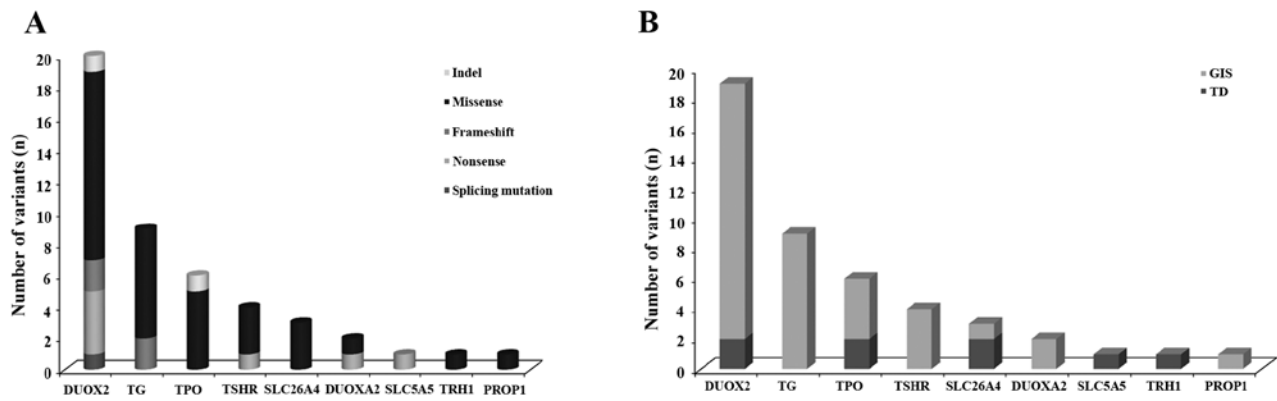 A
Number of variants (n)
20
18
16
14
12
10
8
6
4
2
0
Indel
Missense
Frameshift
Nonsense
Splicing mutation
DUOX2 TG TPO TSHR SLC26A4 DUOXA2 SLC5A5 TRH1 PROP1
B
Number of variants (n)
20
18
16
14
12
10
8
6
4
2
0
GIS
TD
DUOX2 TG TPO TSHR SLC26A4 DUOXA2 SLC5A5 TRH1 PROP1